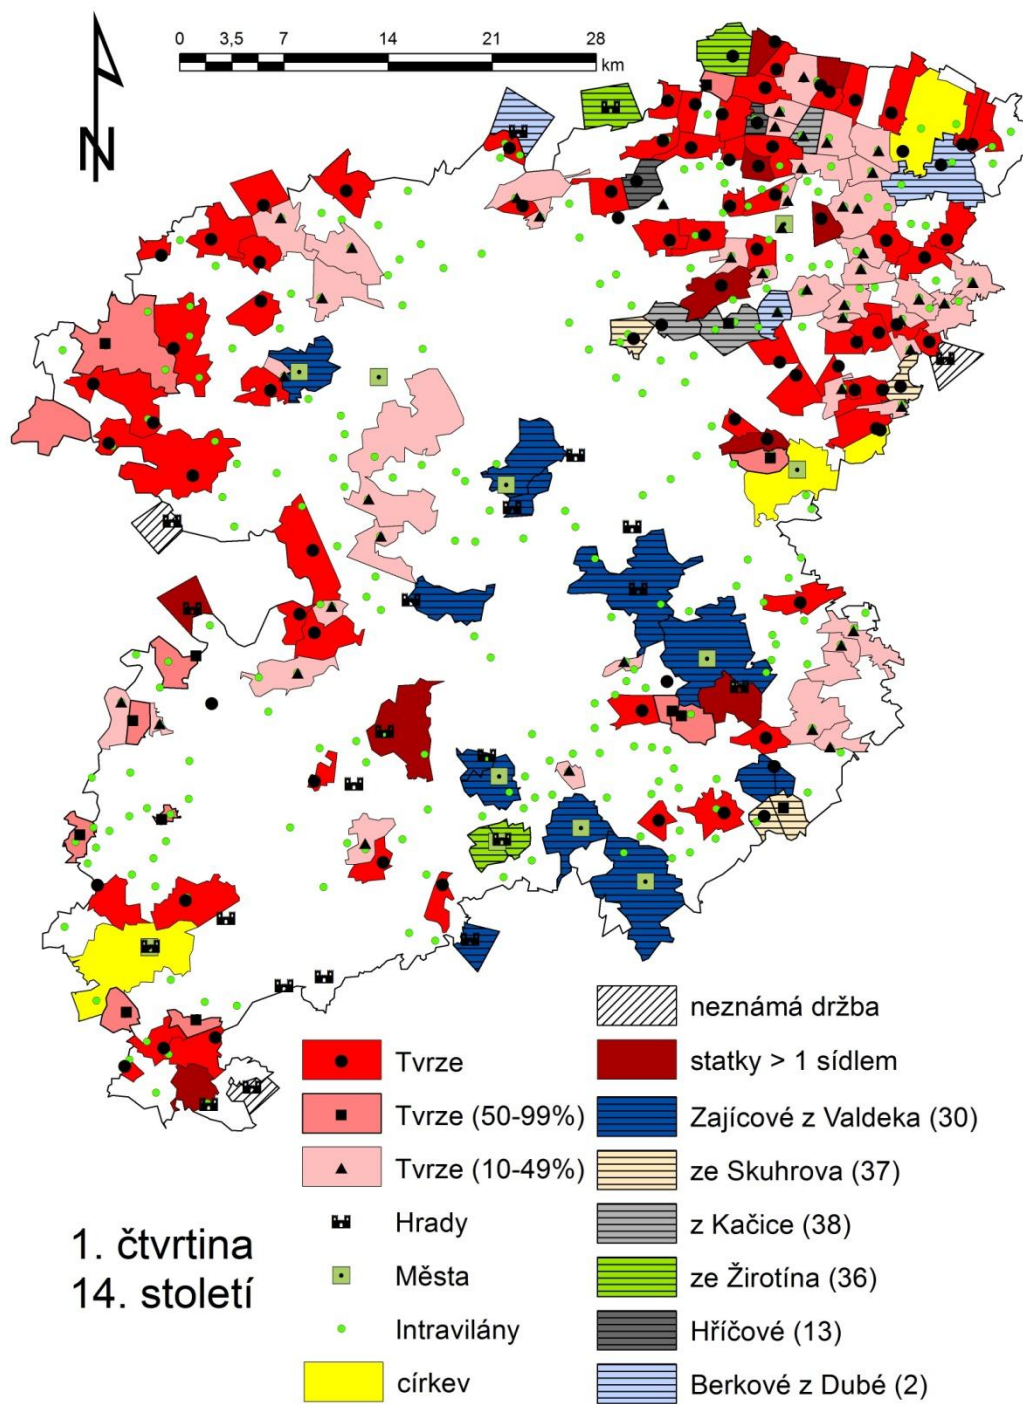 0 3,5 7 14 21 28
km
N
neznámá držba
Tvrze
statky > 1 sídlem
Tvrze (50-99%)
Zajícové z Valdeka (30)
Tvrze (10-49%)
ze Skuhrova (37)
Hrady
z Kačice (38)
1. čtvrtina
14. století
Města
ze Žirotína (36)
Intravilány
Hříčové (13)
církev
Berkové z Dubé (2)